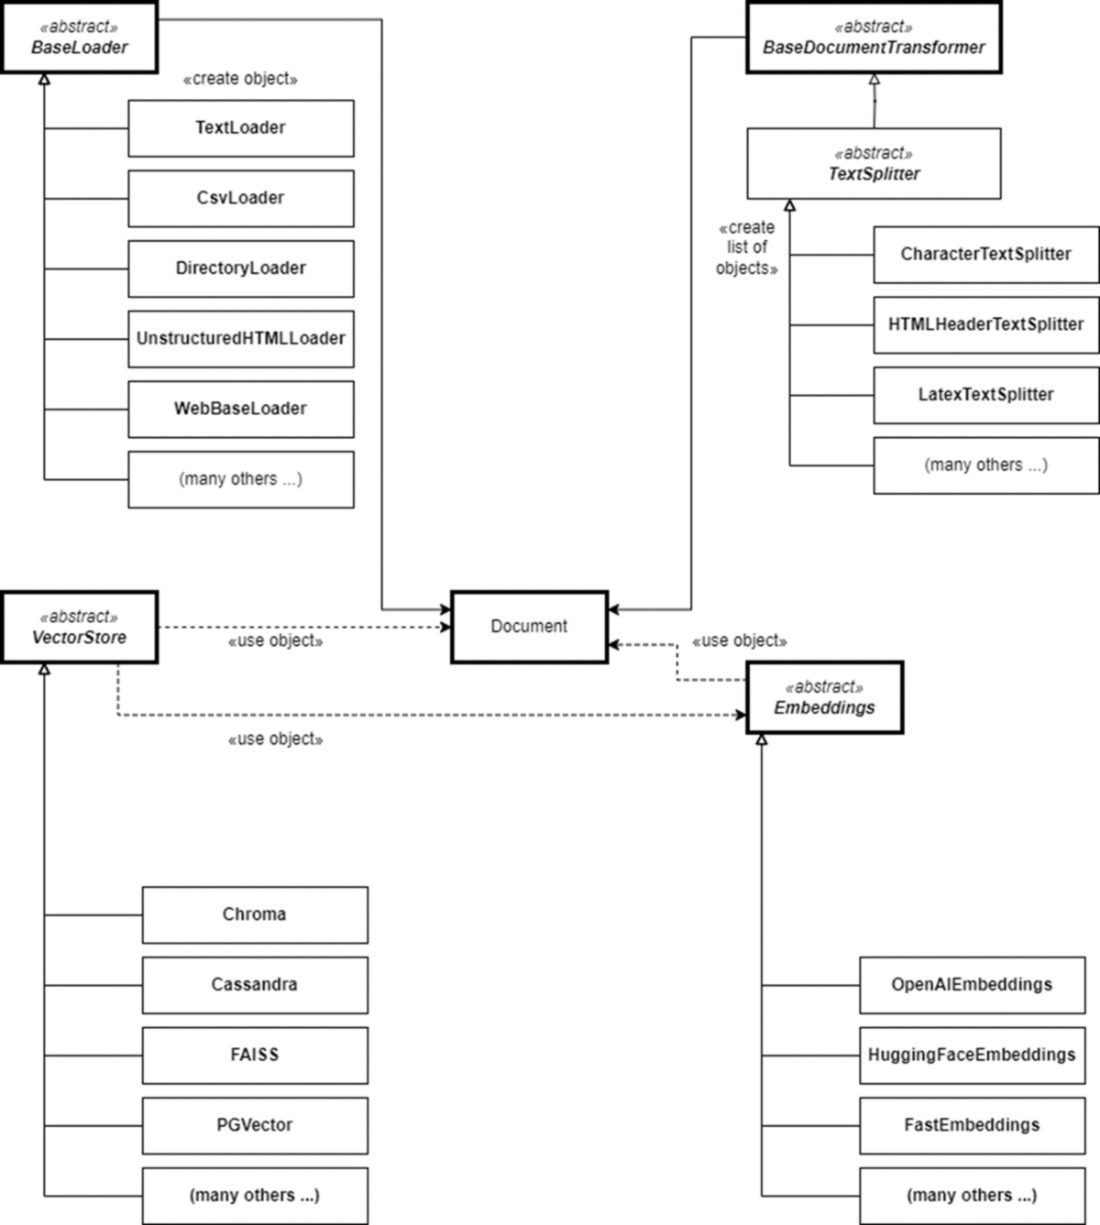 «abstract»
BaseLoader
«create object»
TextLoader
CsvLoader
DirectoryLoader
UnstructuredHTMLLoader
WebBaseLoader
(many others ...)
«abstract»
BaseDocumentTransformer
«abstract»
TextSplitter
«create
list of
objects»
CharacterTextSplitter
HTMLHeaderTextSplitter
LatexTextSplitter
(many others ...)
«abstract»
VectorStore
«use object»
Document
«use object»
«abstract»
Embeddings
«use object»
Chroma
Cassandra
FAISS
PGVector
(many others ...)
OpenAIEmbeddings
HuggingFaceEmbeddings
FastEmbeddings
(many others ...)